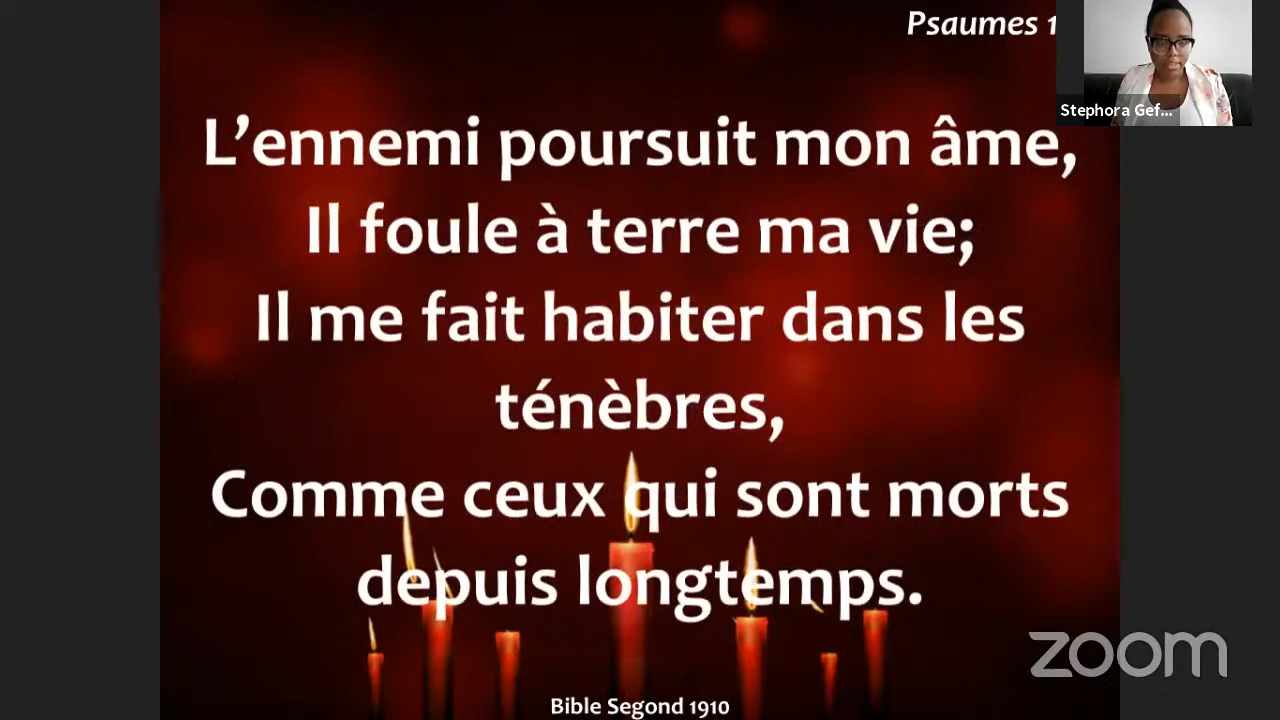 Psaumes 1
Stephora Gef...
L’ennemi poursuit mon âme,
Il foule à terre ma vie;
Il me fait habiter dans les
ténèbres,
Comme ceux qui sont morts
depuis longtemps.
zoom
Bible Segond 1910